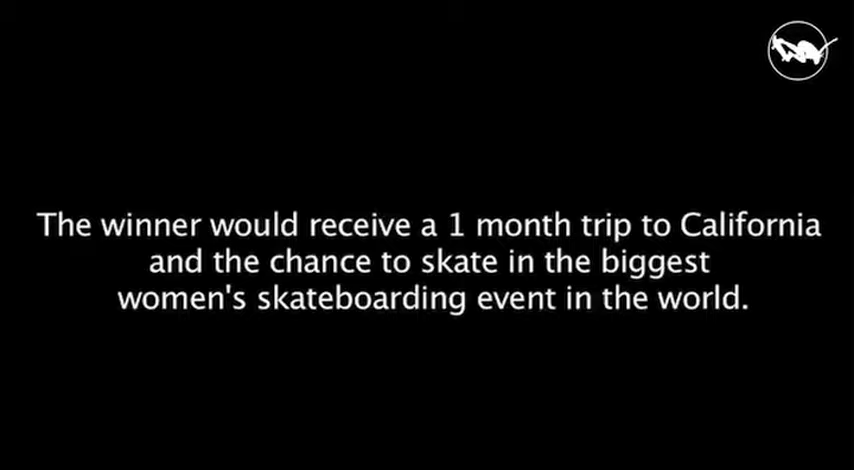 The winner would receive a 1 month trip to California
and the chance to skate in the biggest
women's skateboarding event in the world.